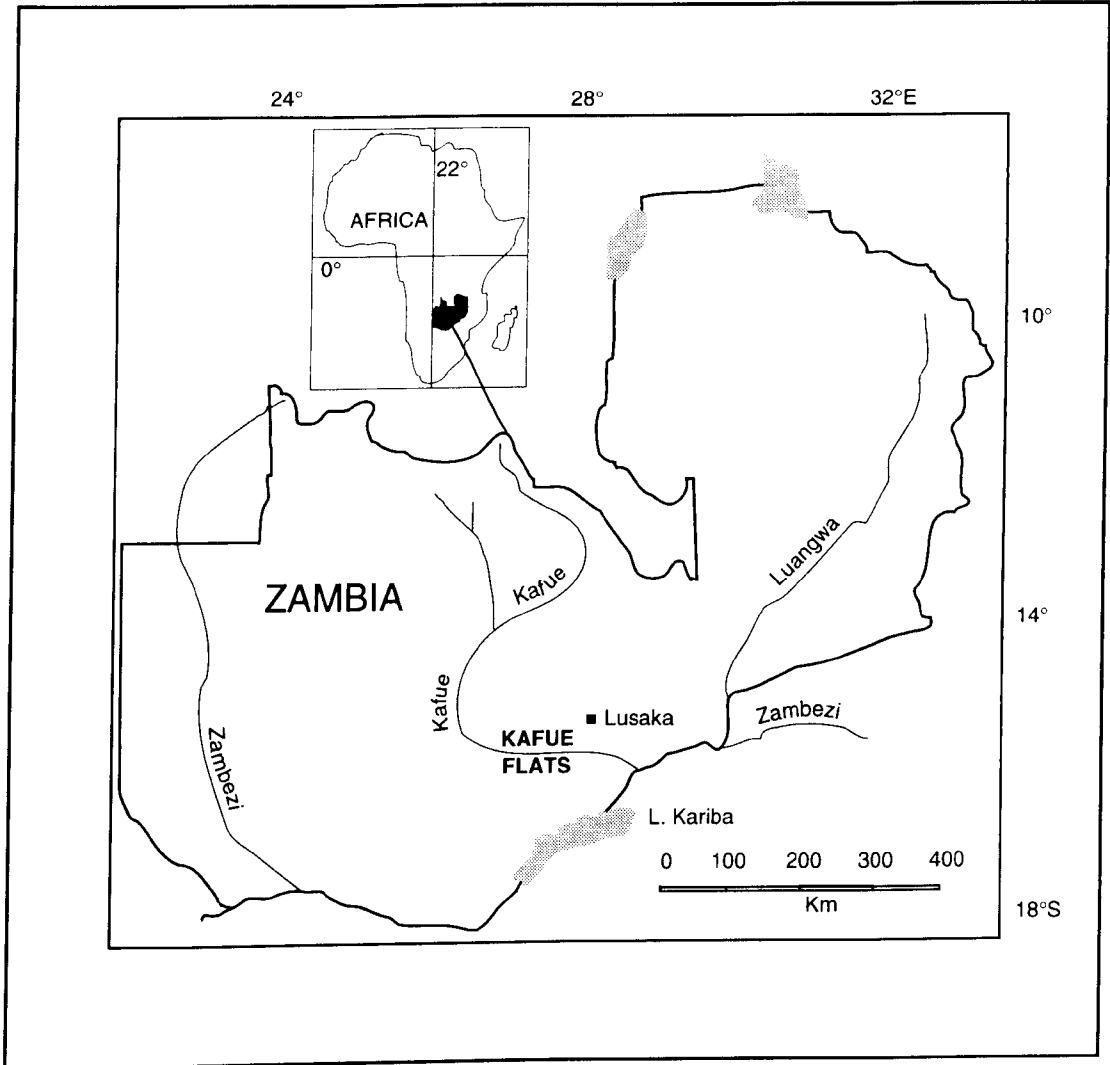 24° 28° 32°E
22°
AFRICA
0°
10°
Luangwa
Kafue
ZAMBIA
14°
Kafue
Lusaka
Zambezi
Zambezi
KAFUE
FLATS
L. Kariba
0 100 200 300 400
Km
18°S